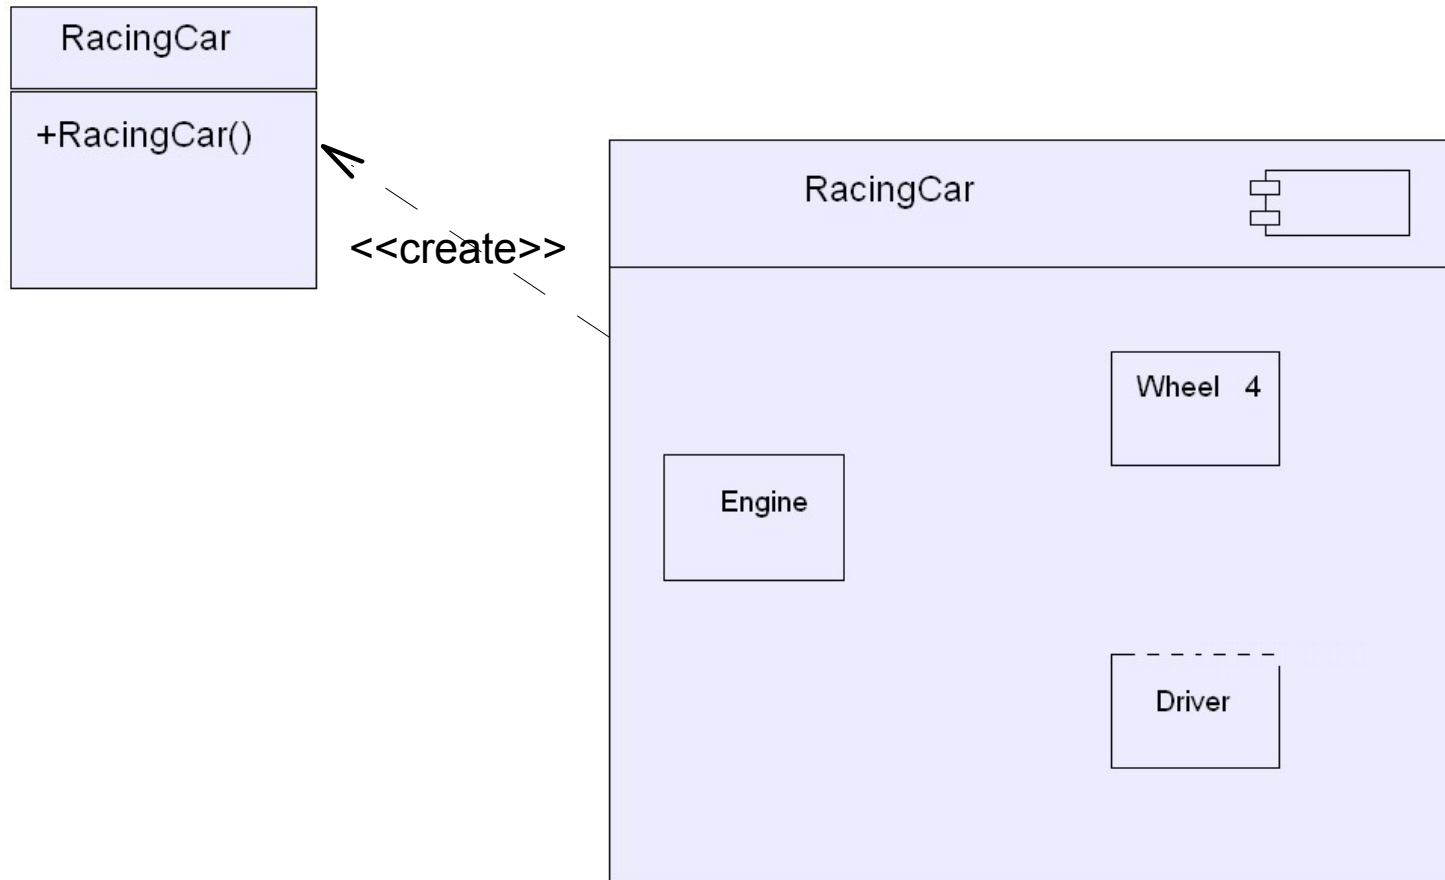 RacingCar
+RacingCar()
<<create>>
RacingCar
Wheel 4
Engine
Driver